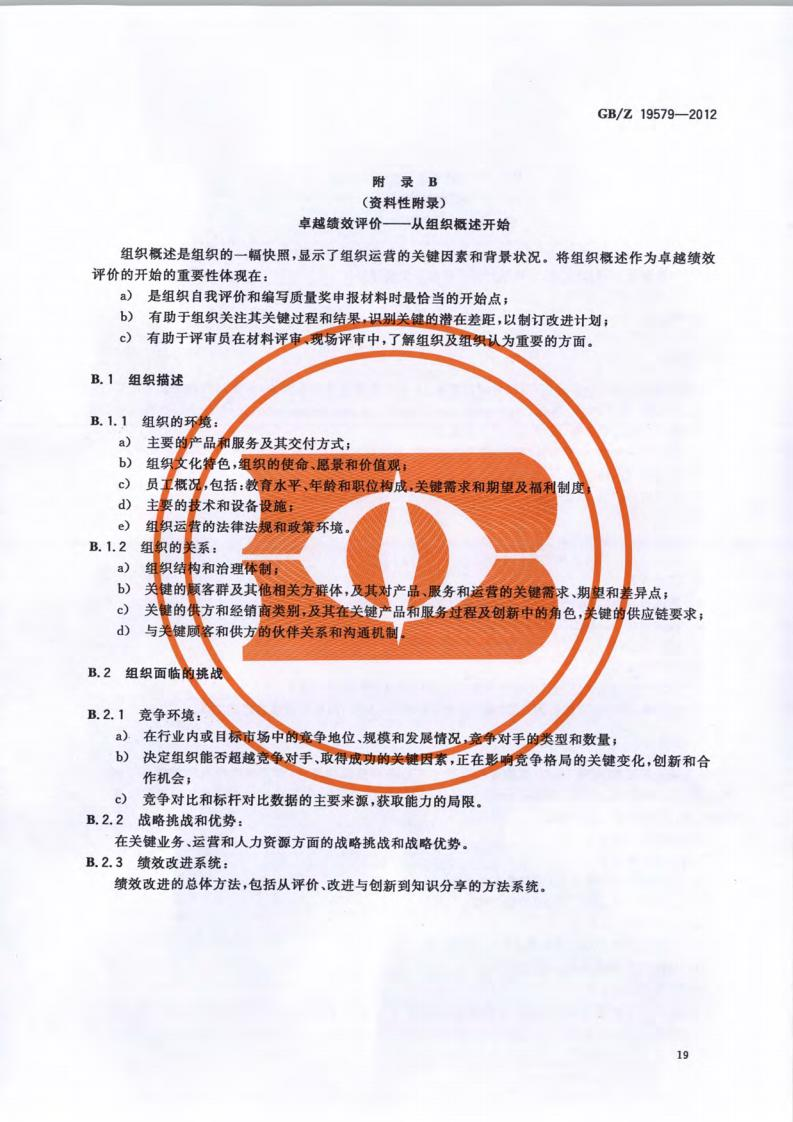 GB/Z 19579—2012
附 录 B
（资料性附录）
卓越绩效评价——从组织概述开始
组织概述是组织的一幅快照，显示了组织运营的关键因素和背景状况。将组织概述作为卓越绩效
评价的开始的重要性体现在：
a） 是组织自我评价和编写质量奖申报材料时最恰当的开始点；
b） 有助于组织关注其关键过程和结果，识别关键的潜在差距，以制订改进计划；
c） 有助于评审员在材料评审、现场评审中，了解组织及组织认为重要的方面。
B.1 组织描述
B.1.1 组织的环境：
a） 主要的产品和服务及其交付方式；
b） 组织文化特色，组织的使命、愿景和价值观；
c） 员工概况，包括：教育水平、年龄和职位构成，关键需求和期望及福利制度；
d） 主要的技术和设备设施；
e） 组织运营的法律法规和政策环境。
B.1.2 组织的关系：
a） 组织结构和治理体制；
b） 关键的顾客群及其他相关方群体，及其对产品、服务和运营的关键需求、期望和差异点；
c） 关键的供方和经销商类别，及其在关键产品和服务过程及创新中的角色，关键的供应链要求；
d） 与关键顾客和供方的伙伴关系和沟通机制。
B.2 组织面临的挑战
B.2.1 竞争环境：
a） 在行业内或目标市场中的竞争地位、规模和发展情况，竞争对手的类型和数量；
b） 决定组织能否超越竞争对手、取得成功的关键因素，正在影响竞争格局的关键变化，创新和合
作机会；
c） 竞争对比和标杆对比数据的主要来源，获取能力的局限。
B.2.2 战略挑战和优势：
在关键业务、运营和人力资源方面的战略挑战和战略优势。
B.2.3 绩效改进系统：
绩效改进的总体方法，包括从评价、改进与创新到知识分享的方法系统。
19